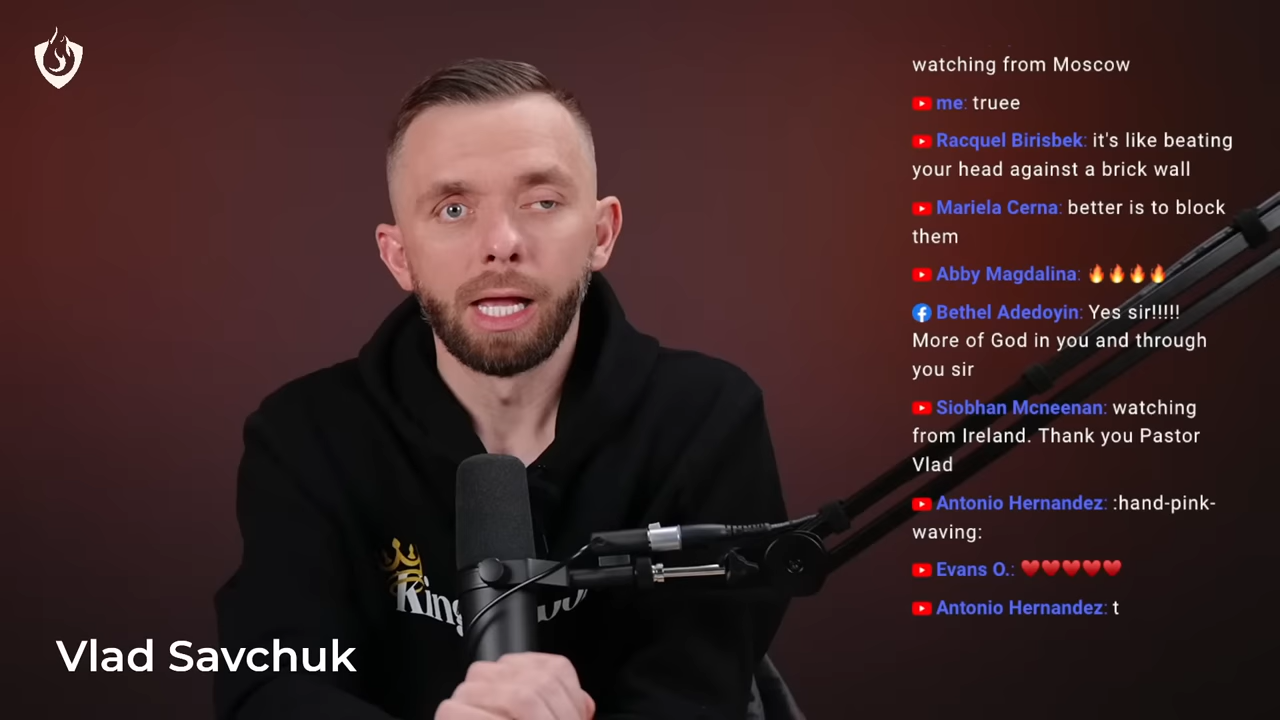 watching from Moscow
me: truee
Racquel Birisbek: it's like beating
your head against a brick wall
Mariela Cerna: better is to block
them
Abby Magdalina: 🔥🔥🔥🔥
Bethel Adedoyin: Yes sir!!!!!
More of God in you and through
you sir
Siobhan Mcneenan: watching
from Ireland. Thank you Pastor
Vlad
Antonio Hernandez: :hand-pink-
waving:
Evans O.: ❤️❤️❤️❤️❤️
Antonio Hernandez: t
Vlad Savchuk